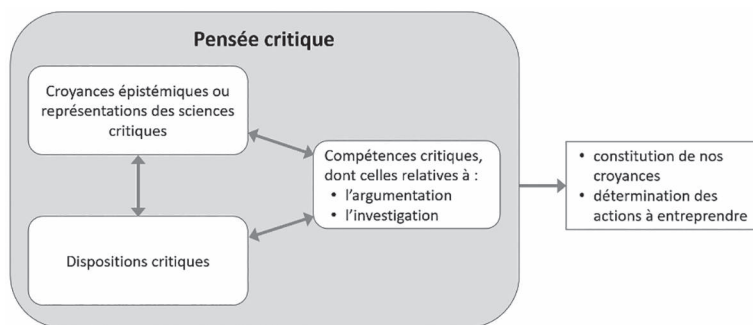 Pensée critique
Croyances épistémiques ou
représentations des sciences
critiques
Dispositions critiques
Compétences critiques,
dont celles relatives à :
• l'argumentation
• l'investigation
• constitution de nos
croyances
• détermination des
actions à entreprendre